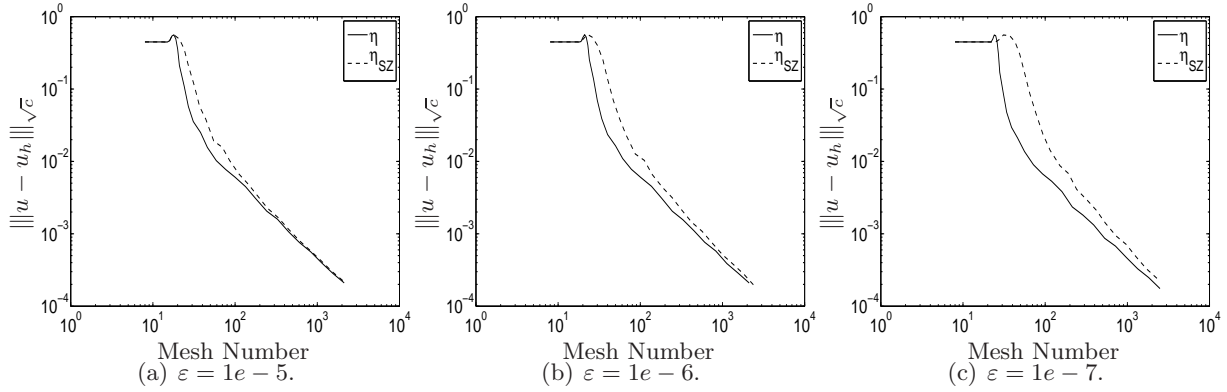 10^0
10^-1
10^-2
10^-3
10^-4
10^0 10^1 10^2 10^3 10^4
Mesh Number
|||u − u_h|||_√c
η
η_SZ
(a) ε = 1e − 5.
10^0
10^-1
10^-2
10^-3
10^-4
10^0 10^1 10^2 10^3 10^4
Mesh Number
|||u − u_h|||_√c
η
η_SZ
(b) ε = 1e − 6.
10^0
10^-1
10^-2
10^-3
10^-4
10^0 10^1 10^2 10^3 10^4
Mesh Number
|||u − u_h|||_√c
η
η_SZ
(c) ε = 1e − 7.